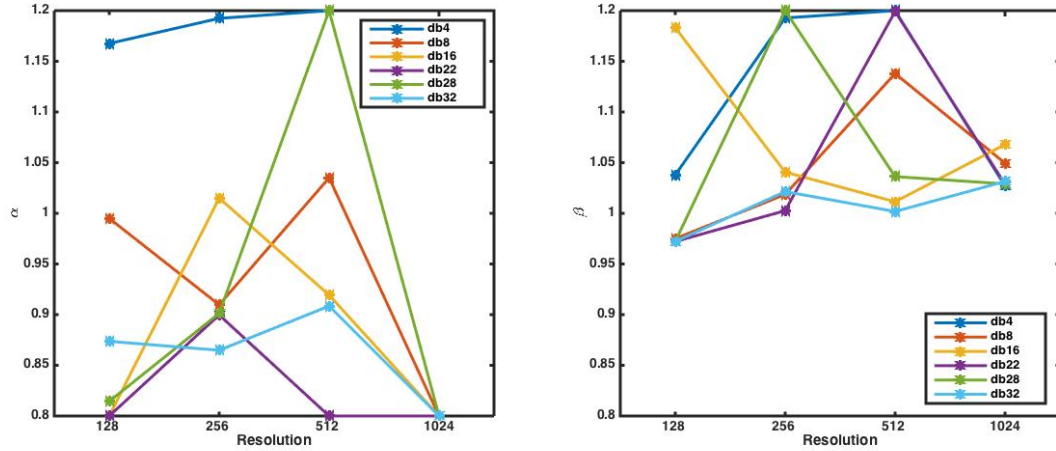 1.2
1.15
1.1
1.05
1
0.95
0.9
0.85
0.8
α
128 256 512 1024
Resolution
db4
db8
db16
db22
db28
db32
1.2
1.15
1.1
1.05
1
0.95
0.9
0.85
0.8
β
128 256 512 1024
Resolution
db4
db8
db16
db22
db28
db32